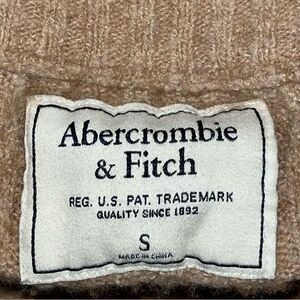 Abercrombie
& Fitch
REG. U.S. PAT. TRADEMARK
QUALITY SINCE 1892
S
MADE IN CHINA